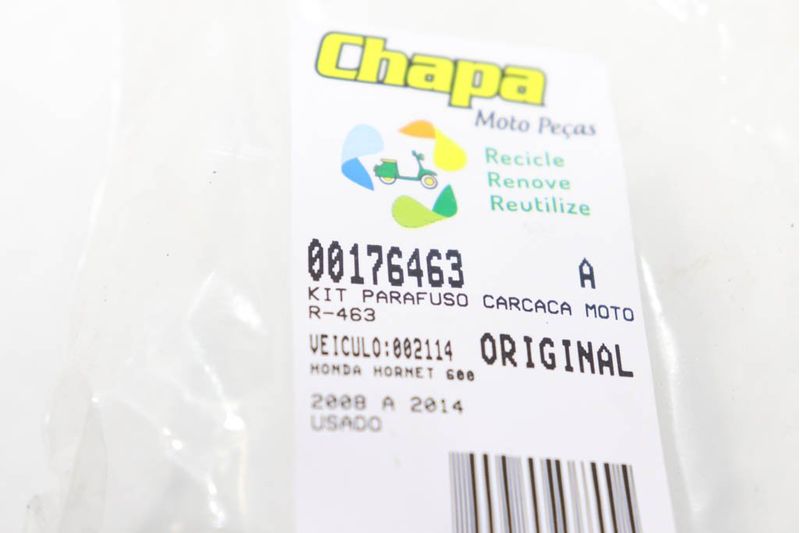 Chapa
Moto Peças
Recicle
Renove
Reutilize
00176463 A
KIT PARAFUSO CARCACA MOTO
R-463
VEICULO:002114 ORIGINAL
HONDA HORNET 600
2008 A 2014
USADO